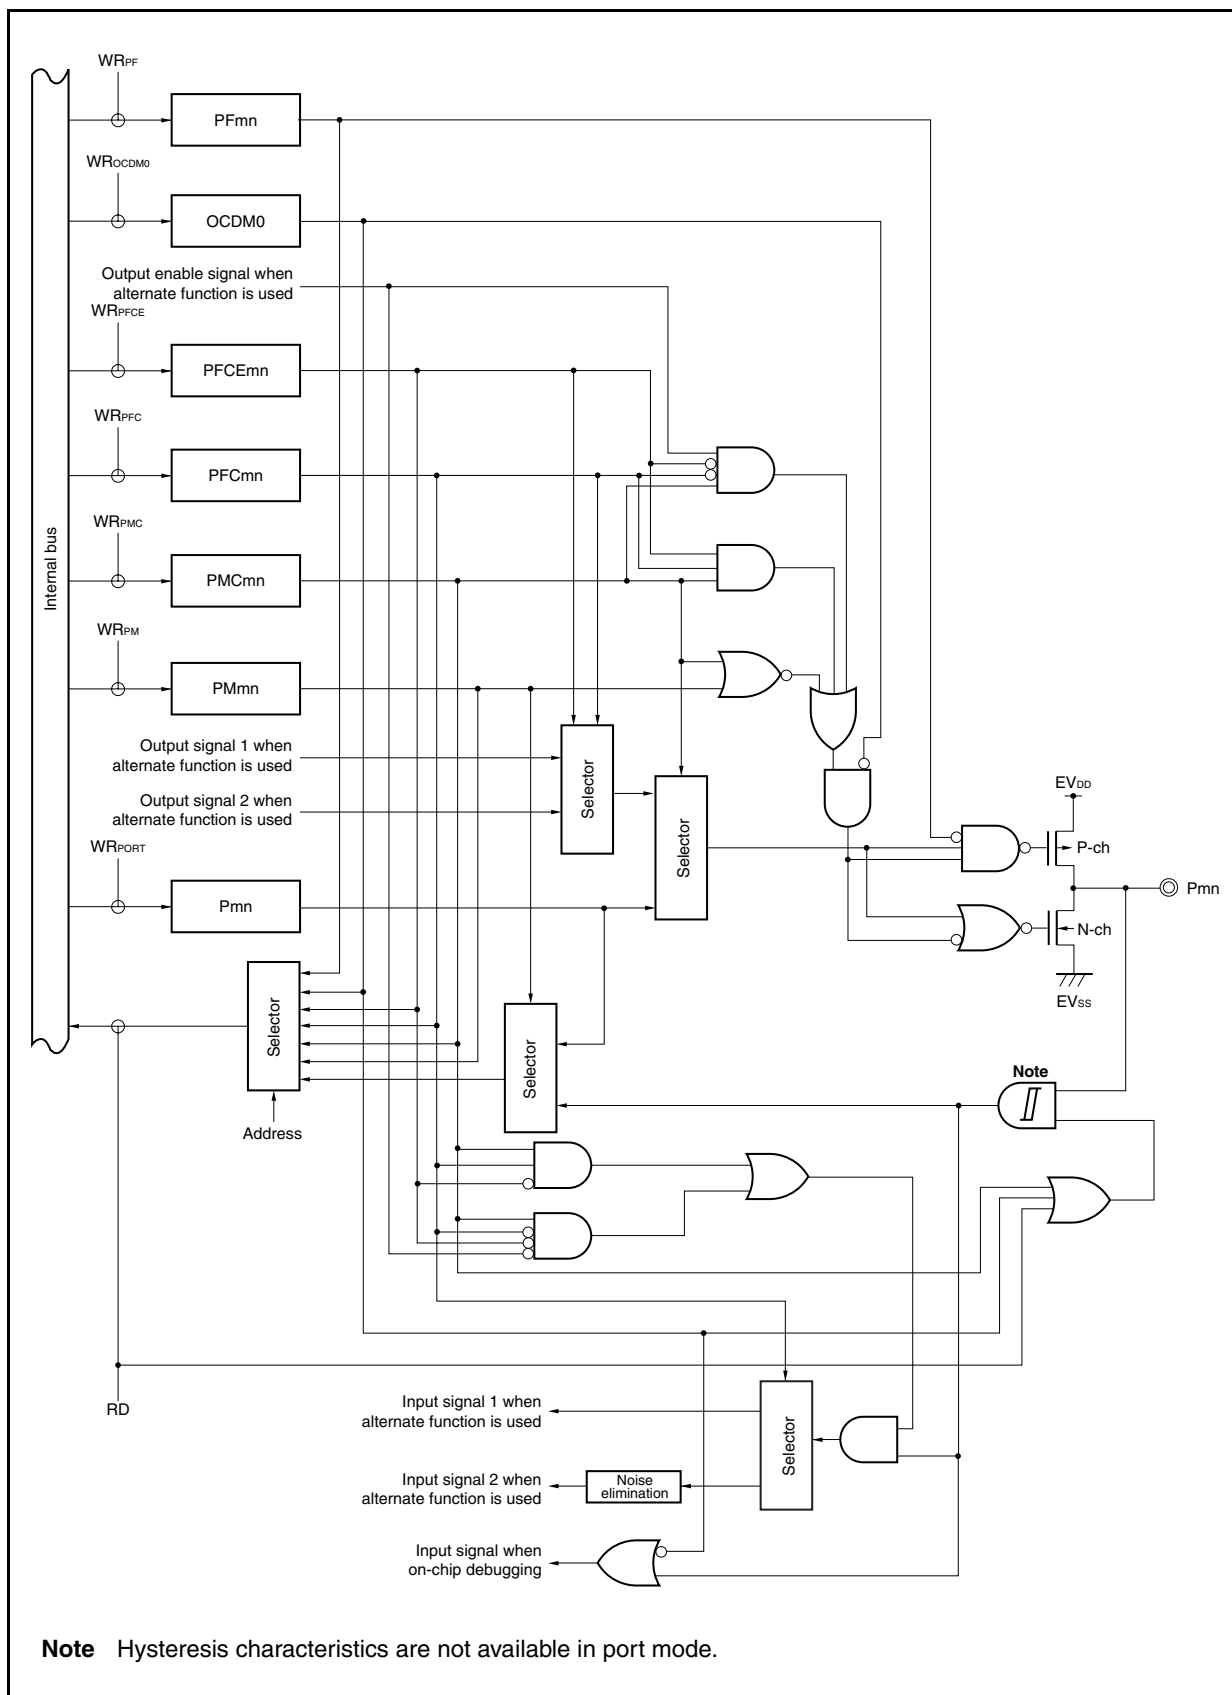 WRPF
PFmn
WROCDM0
OCDM0
Output enable signal when
alternate function is used
WRPFCE
PFCEmn
WRPFC
PFCmn
WRPMC
PMCmn
WRPM
PMmn
Internal bus
Output signal 1 when
alternate function is used
Output signal 2 when
alternate function is used
Selector
Selector
WRPORT
Pmn
EVDD
P-ch
Pmn
N-ch
EVSS
Selector
Address
Selector
Note
RD
Input signal 1 when
alternate function is used
Input signal 2 when
alternate function is used
Noise
elimination
Selector
Input signal when
on-chip debugging
Note Hysteresis characteristics are not available in port mode.